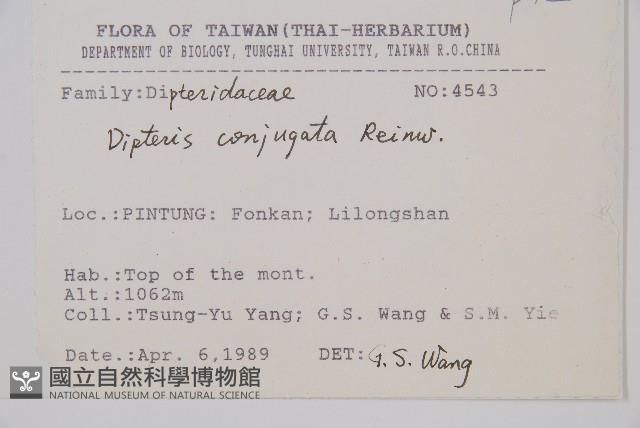 FLORA OF TAIWAN(THAI-HERBARIUM)
DEPARTMENT OF BIOLOGY, TUNGHAI UNIVERSITY, TAIWAN R.O.CHINA
Family:Dipteridaceae NO:4543
Dipteris conjugata Reinw.
Loc.:PINTUNG: Fonkan; Lilongshan
Hab.:Top of the mont.
Alt.:1062m
Coll.:Tsung-Yu Yang; G.S. Wang & S.M. Yie
Date.:Apr. 6,1989 DET:G.S. Wang
國立自然科學博物館
NATIONAL MUSEUM OF NATURAL SCIENCE